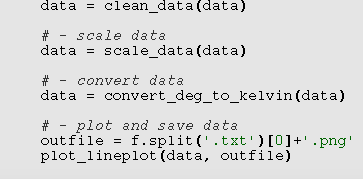 data = clean_data(data)
# - scale data
data = scale_data(data)
# - convert data
data = convert_deg_to_kelvin(data)
# - plot and save data
outfile = f.split('.txt')[0]+'.png'
plot_lineplot(data, outfile)